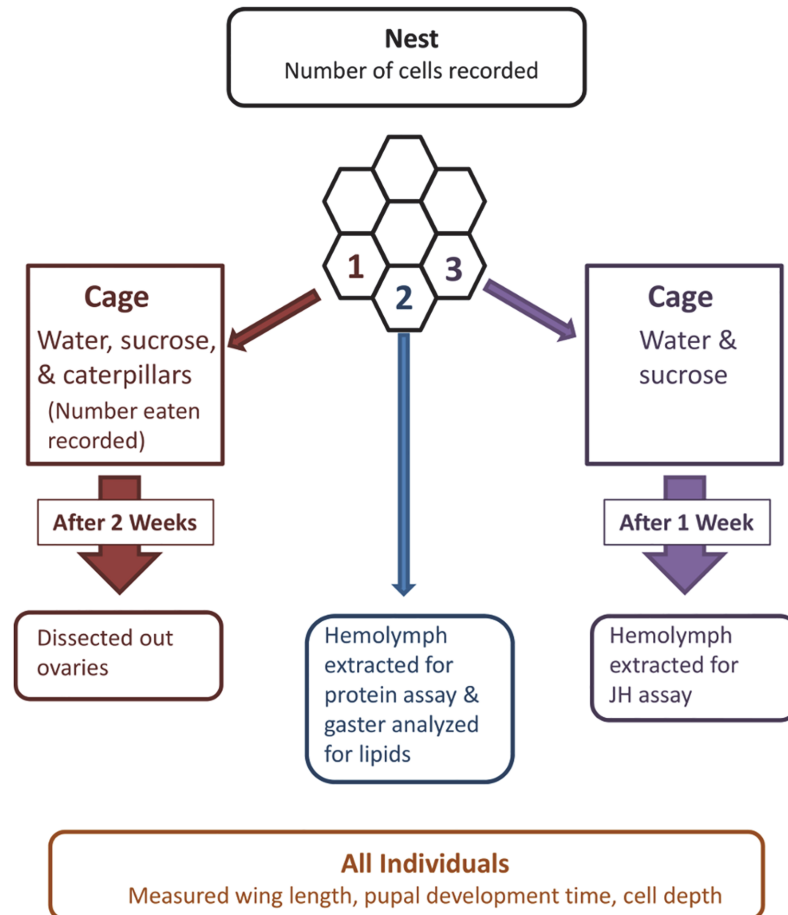 Nest
Number of cells recorded
1
2
3
Cage
Water, sucrose,
& caterpillars
(Number eaten
recorded)
Cage
Water &
sucrose
After 2 Weeks
After 1 Week
Dissected out
ovaries
Hemolymph
extracted for
protein assay &
gaster analyzed
for lipids
Hemolymph
extracted for
JH assay
All Individuals
Measured wing length, pupal development time, cell depth